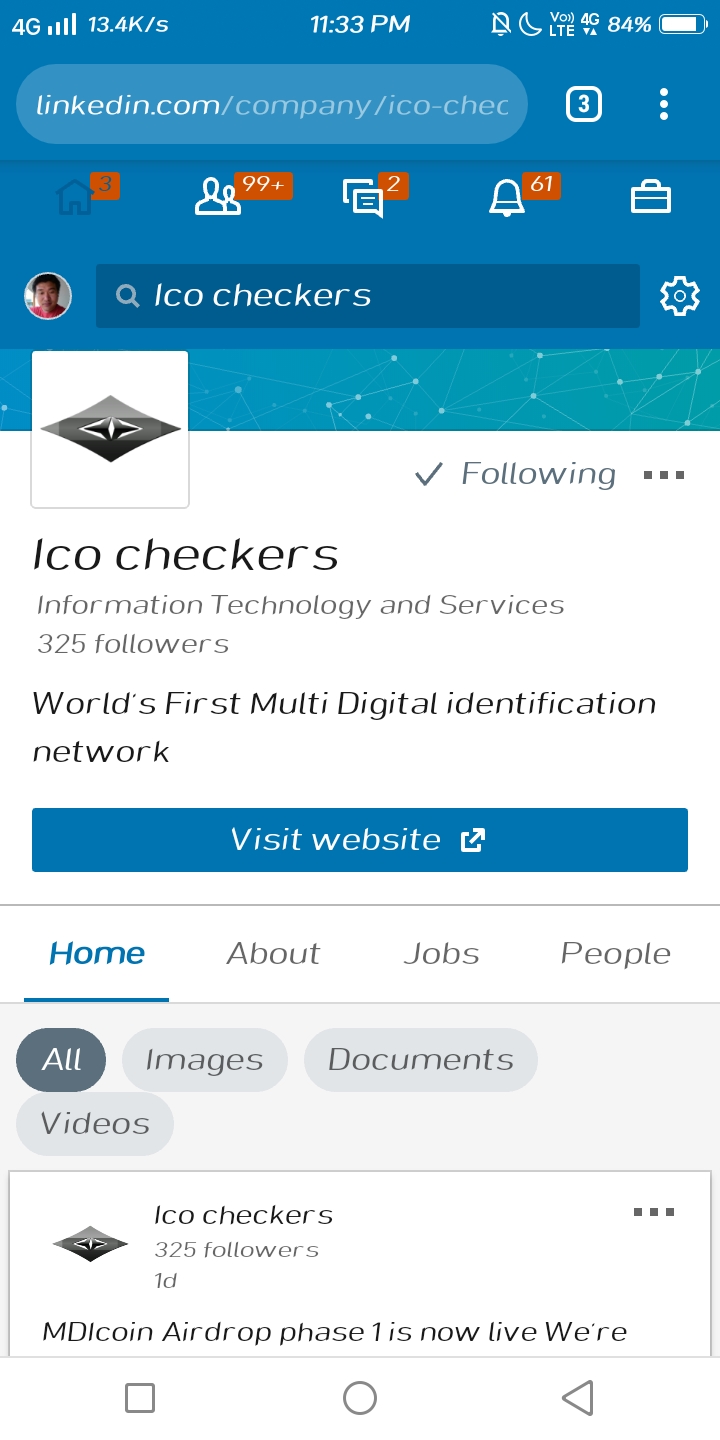 4G 13.4K/s 11:33 PM Vo)) LTE 4G 84%
linkedin.com/company/ico-chec 3
3 99+ 2 61
Ico checkers
Following
Ico checkers
Information Technology and Services
325 followers
World's First Multi Digital identification
network
Visit website
Home About Jobs People
All Images Documents
Videos
Ico checkers
325 followers
1d
MDIcoin Airdrop phase 1 is now live We're